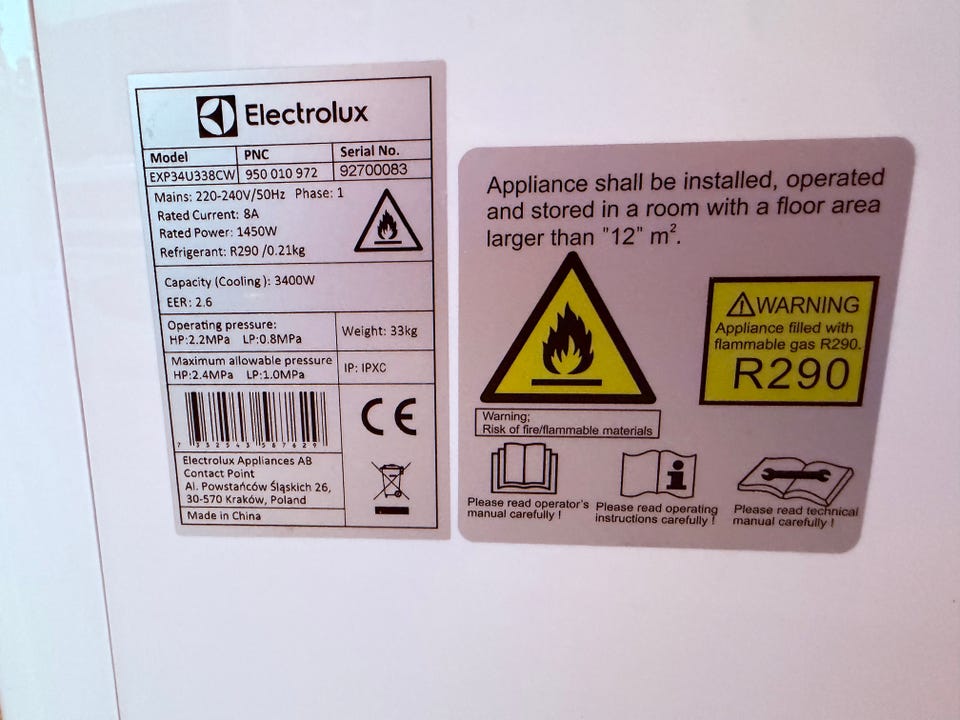 Electrolux
Model PNC Serial No.
EXP34U338CW 950 010 972 92700083
Mains: 220-240V/50Hz Phase: 1
Rated Current: 8A
Rated Power: 1450W
Refrigerant: R290 /0.21kg
Capacity (Cooling): 3400W
EER: 2.6
Operating pressure:
HP:2.2MPa LP:0.8MPa
Weight: 33kg
Maximum allowable pressure
HP:2.4MPa LP:1.0MPa
IP: IPXC
7 332543 587629
CE
Electrolux Appliances AB
Contact Point
Al. Powstańców Śląskich 26,
30-570 Kraków, Poland
Made in China
Appliance shall be installed, operated
and stored in a room with a floor area
larger than "12" m².
WARNING
Appliance filled with
flammable gas R290.
R290
Warning;
Risk of fire/flammable materials
Please read operator's
manual carefully !
Please read operating
instructions carefully !
Please read technical
manual carefully !